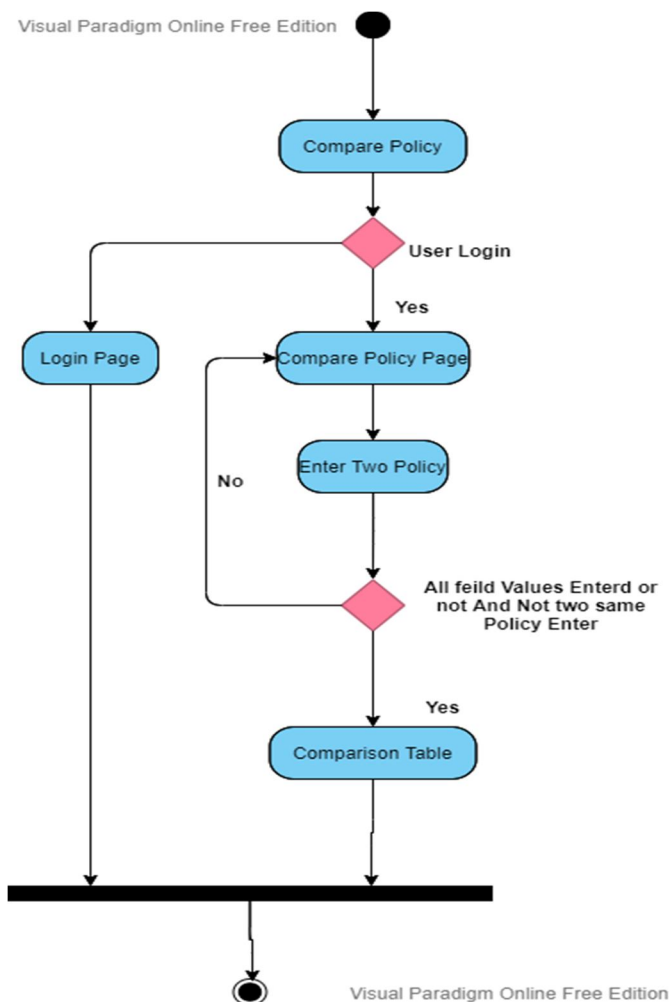 Visual Paradigm Online Free Edition
Compare Policy
User Login
Yes
Login Page
Compare Policy Page
Enter Two Policy
No
All feild Values Enterd or
not And Not two same
Policy Enter
Yes
Comparison Table
Visual Paradigm Online Free Edition